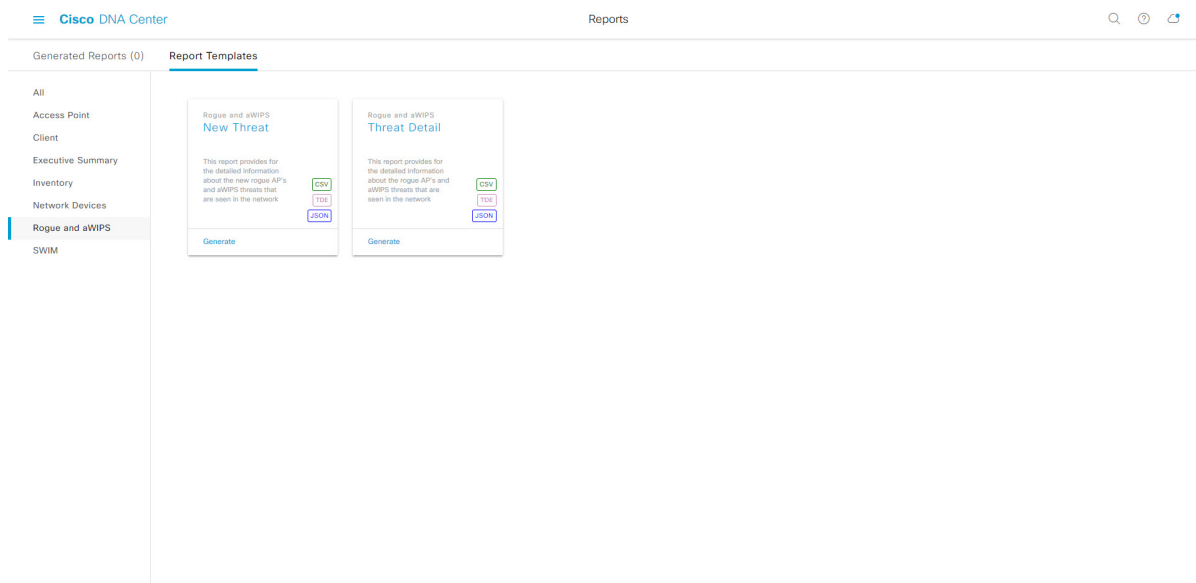 Cisco DNA Center
Reports
Generated Reports (0)
Report Templates
All
Access Point
Client
Executive Summary
Inventory
Network Devices
Rogue and aWIPS
SWIM
Rogue and aWIPS
New Threat
This report provides for
the detailed information
about the new rogue AP's
and aWIPS threats that
are seen in the network
CSV
TDE
JSON
Generate
Rogue and aWIPS
Threat Detail
This report provides for
the detailed information
about the rogue AP's and
aWIPS threats that are
seen in the network
CSV
TDE
JSON
Generate